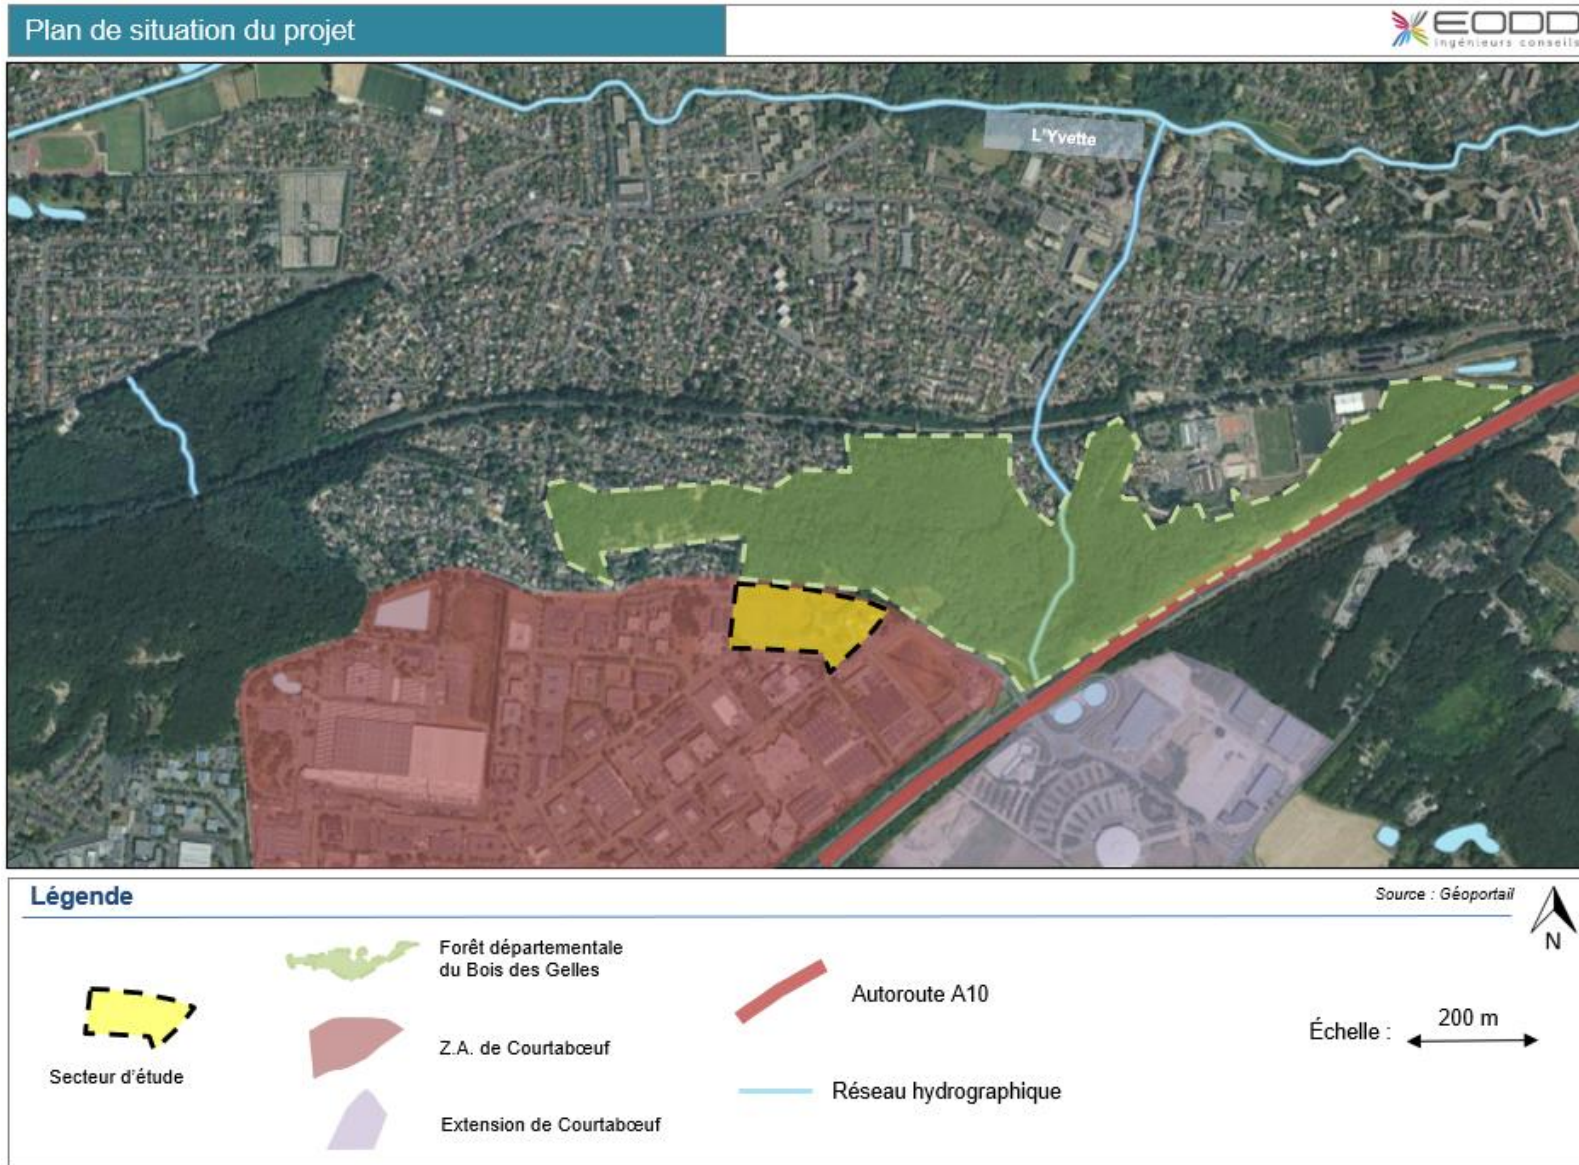 Plan de situation du projet
EODD
ingénieurs conseils
L'Yvette
Légende
Source : Géoportail
N
Secteur d'étude
Forêt départementale
du Bois des Gelles
Z.A. de Courtabœuf
Extension de Courtabœuf
Autoroute A10
Réseau hydrographique
Échelle :
200 m